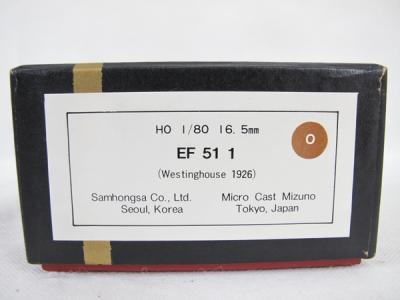 HO 1/80 16.5mm
O
EF 51 1
(Westinghouse 1926)
Samhongsa Co., Ltd. Micro Cast Mizuno
Seoul, Korea Tokyo, Japan